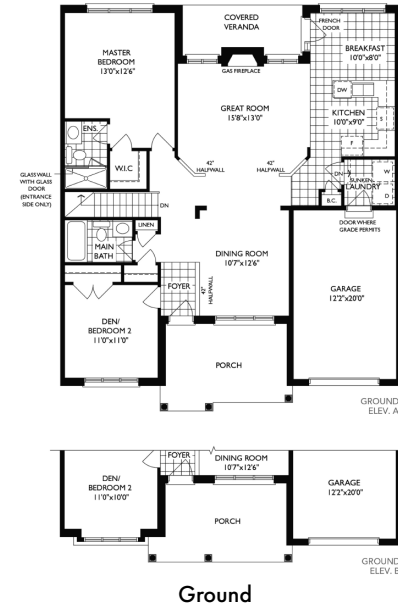 COVERED
VERANDA
FRENCH
DOOR
MASTER
BEDROOM
13'0"x12'6"
BREAKFAST
10'0"x8'0"
GAS FIREPLACE
GREAT ROOM
15'8"x13'0"
DW
KITCHEN
10'0"x9'0"
S
F
ENS.
W.I.C
42"
HALFWALL
42"
HALFWALL
GLASS WALL
WITH GLASS
DOOR
(ENTRANCE
SIDE ONLY)
DN
SUNKEN
LAUNDRY
W
D
B.C.
DN
LINEN
MAIN
BATH
DOOR WHERE
GRADE PERMITS
DINING ROOM
10'7"x12'6"
FOYER
42"
HALFWALL
GARAGE
12'2"x20'0"
DEN/
BEDROOM 2
11'0"x11'0"
PORCH
GROUND
ELEV. A
FOYER
DINING ROOM
10'7"x12'6"
DEN/
BEDROOM 2
11'0"x10'0"
GARAGE
12'2"x20'0"
PORCH
GROUND
ELEV. B
Ground